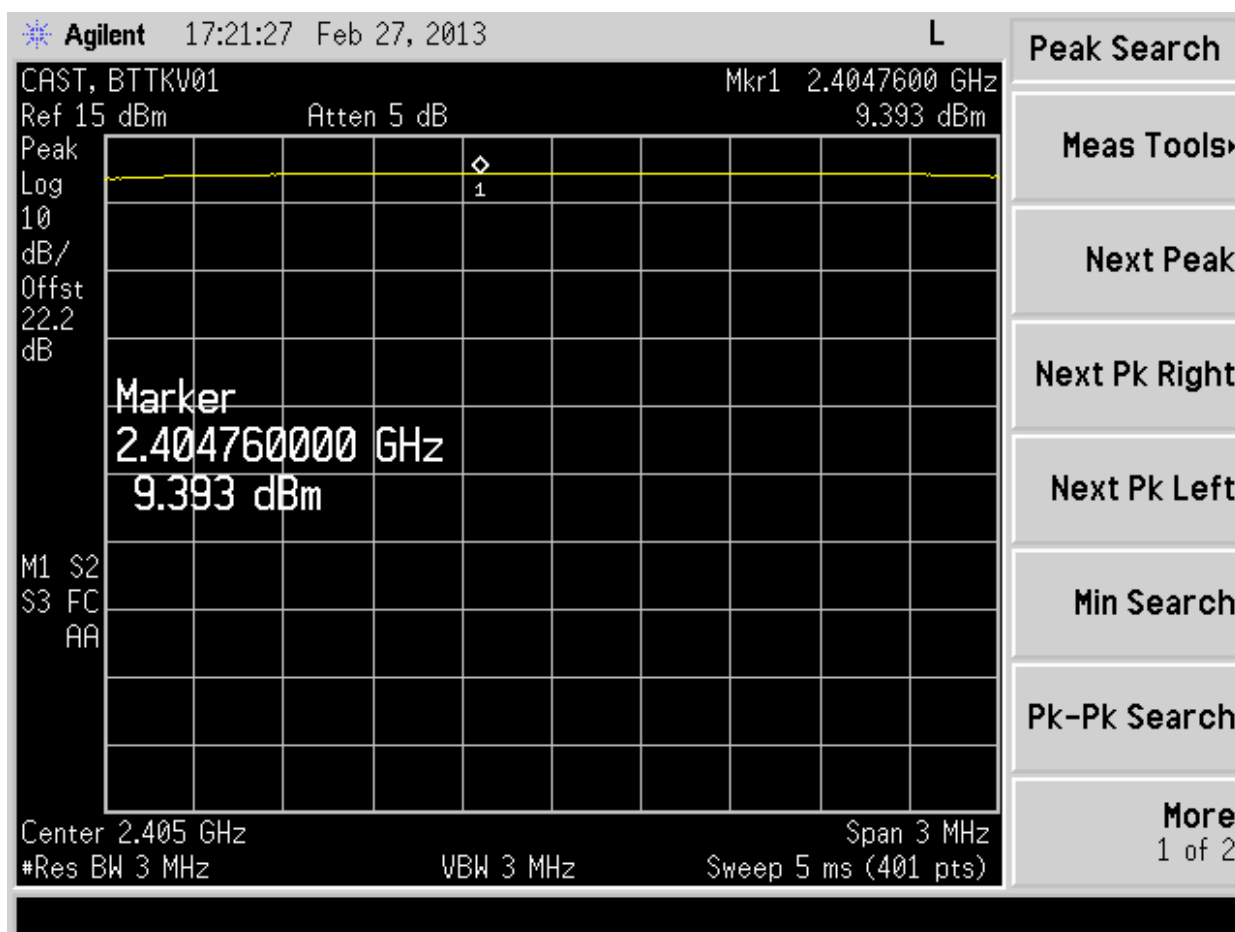 Agilent 17:21:27 Feb 27, 2013 L
Peak Search
CAST, BTTKV01 Mkr1 2.4047600 GHz
Ref 15 dBm Atten 5 dB 9.393 dBm
Peak
Log
10
dB/
Offst
22.2
dB
1
Marker
2.404760000 GHz
9.393 dBm
M1 S2
S3 FC
AA
Center 2.405 GHz Span 3 MHz
#Res BW 3 MHz VBW 3 MHz Sweep 5 ms (401 pts)
Meas Tools
Next Peak
Next Pk Right
Next Pk Left
Min Search
Pk-Pk Search
More
1 of 2